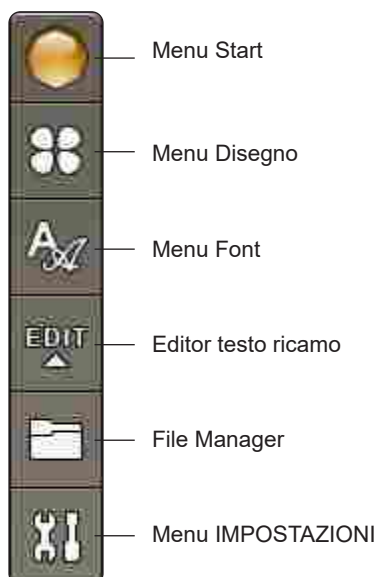 Menu Start
Menu Disegno
A A
Menu Font
EDIT
Editor testo ricamo
File Manager
Menu IMPOSTAZIONI